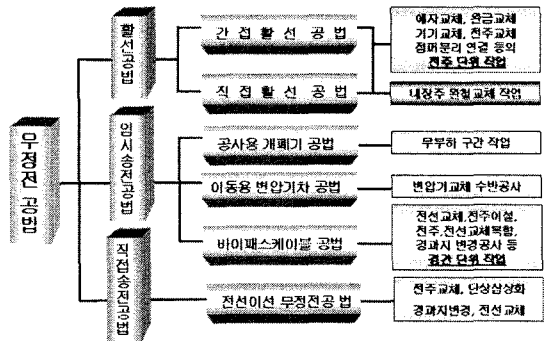 무정전 공법
활선공법
임시송전공법
직접송전공법
간 접 활 선 공 법
직 접 활 선 공 법
공사용 개폐기 공법
이동용 변압기차 공법
바이패스케이블 공법
전선이선 무정전공 법
애자교체, 완금교체
기기교체, 전주교체
점퍼분리 연결 등의
전주 단위 작업
내장주 완철교체 작업
무부하 구간 작업
변압기교체 수반공사
전선교체,전주이설,
전주,전선교체복합,
경과지 변경공사 등
경간 단위 작업
전주교체, 단상삼상화
경과지변경, 전선교체